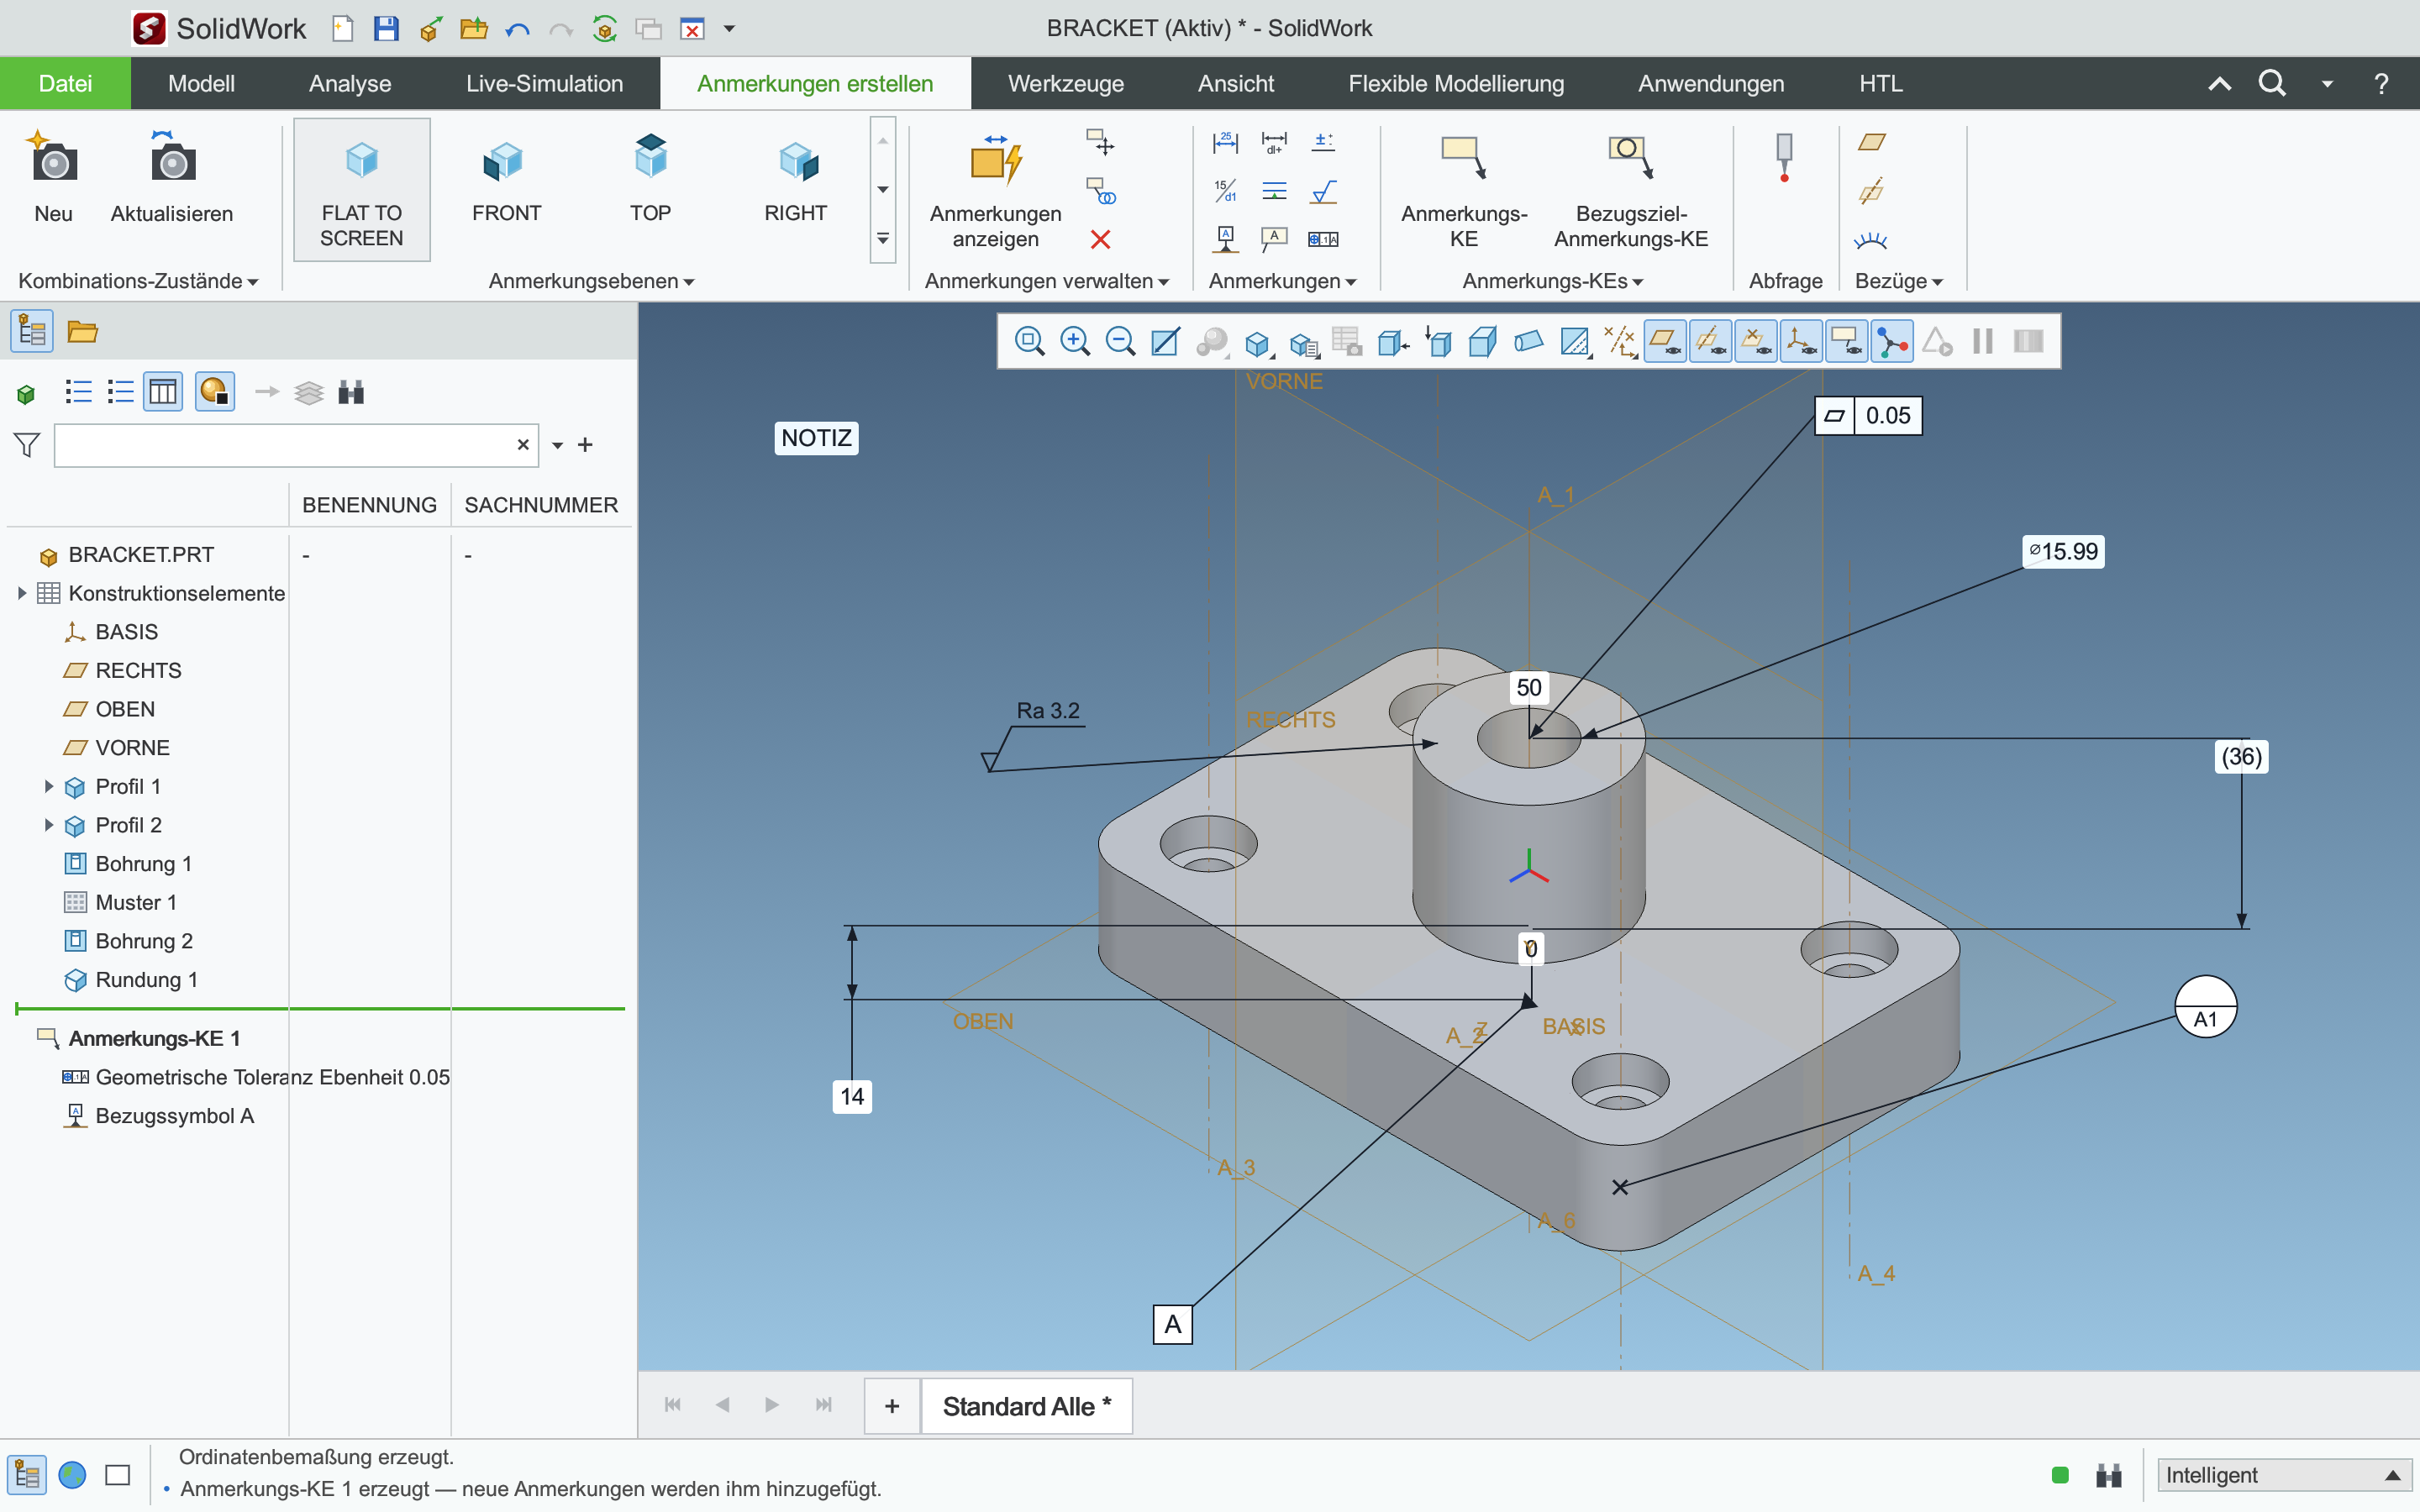 SolidWork
BRACKET (Aktiv) * - SolidWork
Datei
Modell
Analyse
Live-Simulation
Anmerkungen erstellen
Werkzeuge
Ansicht
Flexible Modellierung
Anwendungen
HTL
?
Neu
Aktualisieren
FLAT TO
SCREEN
FRONT
TOP
RIGHT
Anmerkungen
anzeigen
25
dl+
15
d1
A
A
Anmerkungs-
KE
Bezugsziel-
Anmerkungs-KE
Kombinations-Zustände
Anmerkungsebenen
Anmerkungen verwalten
Anmerkungen
Anmerkungs-KEs
Abfrage
Bezüge
BENENNUNG
SACHNUMMER
BRACKET.PRT
-
-
Konstruktionselemente
BASIS
RECHTS
OBEN
VORNE
Profil 1
Profil 2
Bohrung 1
Muster 1
Bohrung 2
Rundung 1
Anmerkungs-KE 1
Geometrische Toleranz Ebenheit 0.05
Bezugssymbol A
VORNE
NOTIZ
0.05
A_1
⌀15.99
50
Ra 3.2
RECHTS
(36)
0
Y
A1
OBEN
A_2
Z
BASIS
X
14
A_3
A_6
A_4
A
+
Standard Alle *
Ordinatenbemaßung erzeugt.
• Anmerkungs-KE 1 erzeugt — neue Anmerkungen werden ihm hinzugefügt.
Intelligent